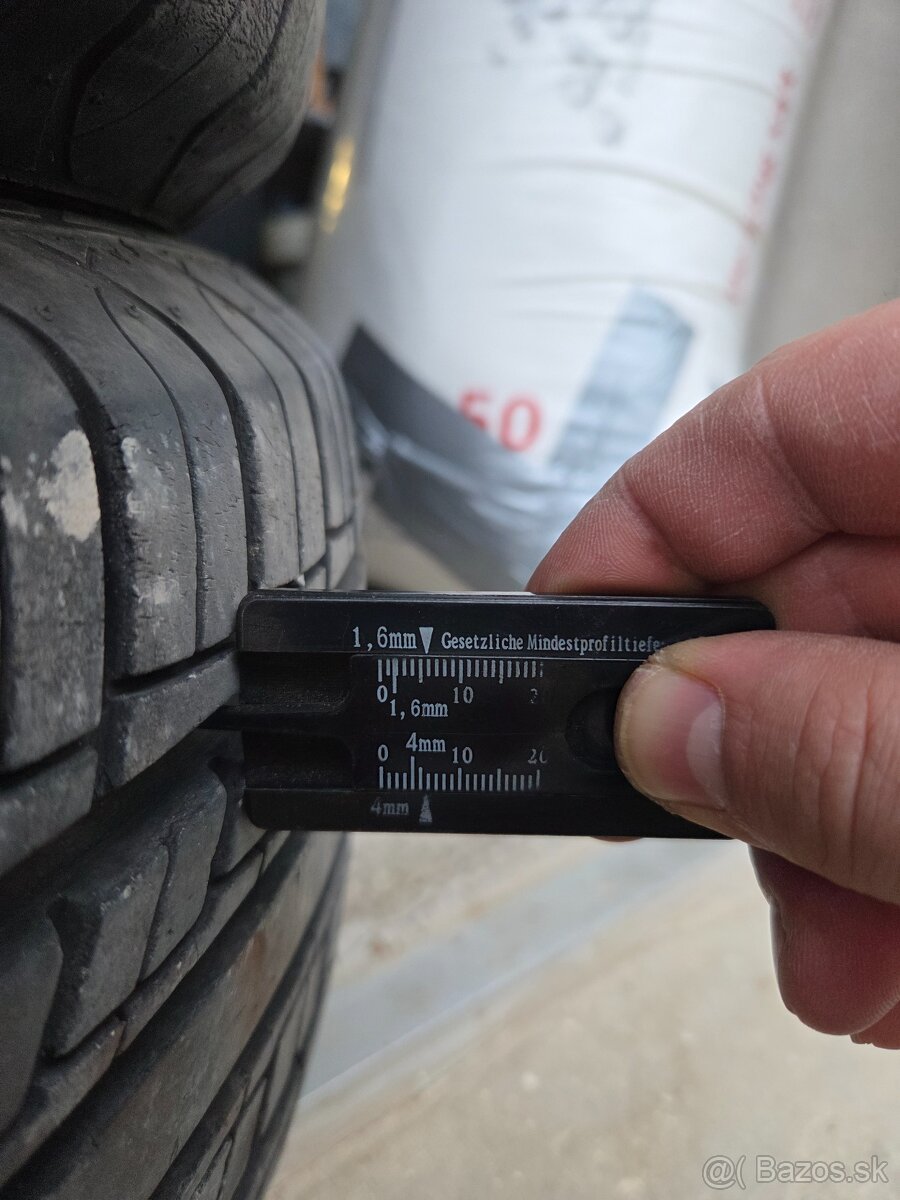 50
1,6mm Gesetzliche Mindestprofiltiefe
0 10
1,6mm
4mm
0 10 20
4mm
@( Bazos.sk